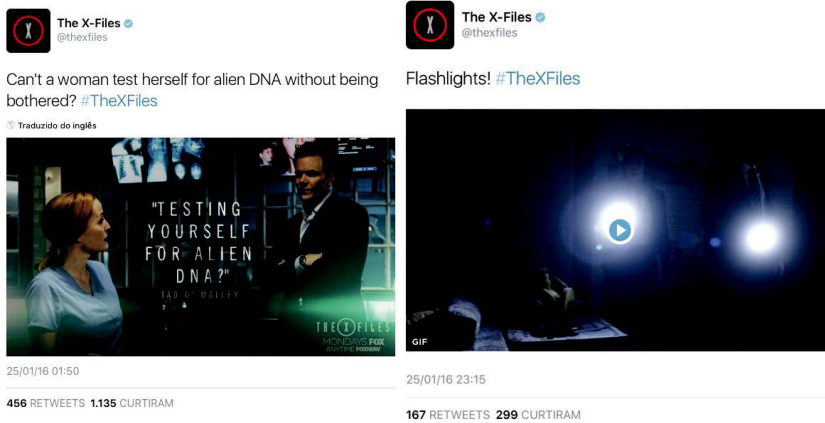 The X-Files
@thexfiles
Can't a woman test herself for alien DNA without being
bothered? #TheXFiles
Traduzido do inglês
"TESTING
YOURSELF
FOR ALIEN
DNA?"
TAD O'MALLEY
THE X FILES
MONDAYS FOX
ANYTIME FOXNOW
25/01/16 01:50
456 RETWEETS 1.135 CURTIRAM
The X-Files
@thexfiles
Flashlights! #TheXFiles
GIF
25/01/16 23:15
167 RETWEETS 299 CURTIRAM